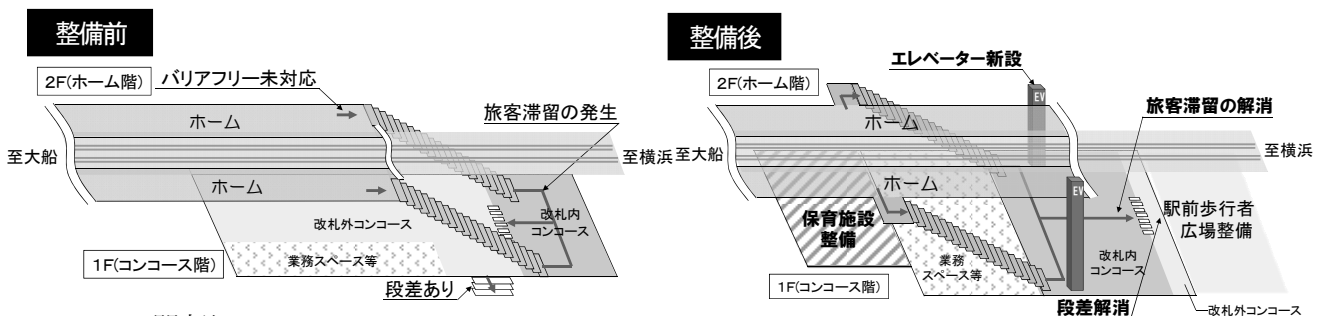 整備前
2F(ホーム階)
バリアフリー未対応
旅客滞留の発生
ホーム
至大船
至横浜
ホーム
改札外コンコース
改札内
コンコース
1F(コンコース階)
業務スペース等
段差あり
整備後
2F(ホーム階)
エレベーター新設
EV
旅客滞留の解消
ホーム
至大船
至横浜
ホーム
EV
保育施設
整備
駅前歩行者
広場整備
業務
スペース等
改札内
コンコース
1F(コンコース階)
段差解消
改札外コンコース